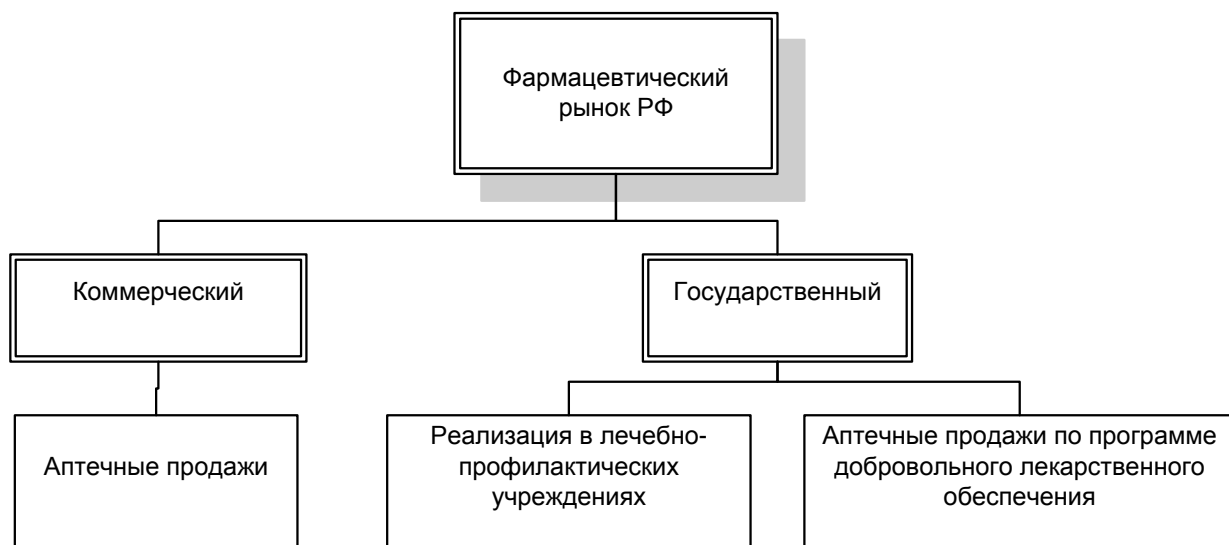 Фармацевтический
рынок РФ
Коммерческий
Государственный
Аптечные продажи
Реализация в лечебно-
профилактических
учреждениях
Аптечные продажи по программе
добровольного лекарственного
обеспечения